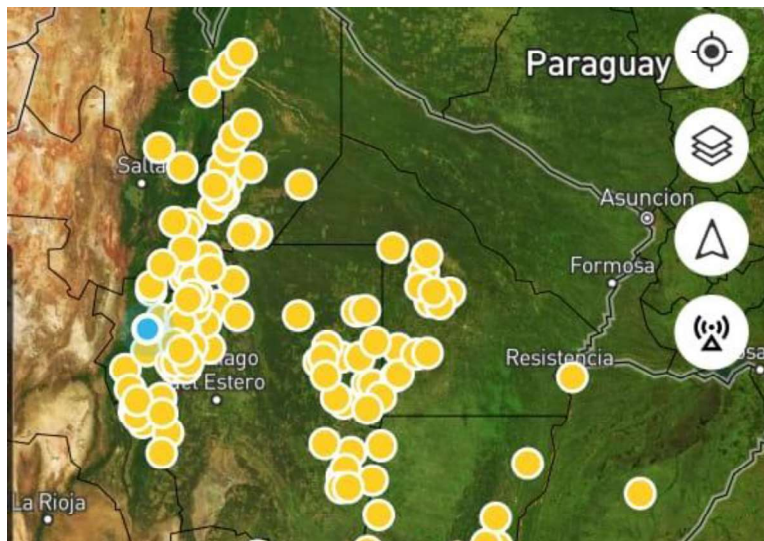 Paraguay
Salta
Asuncion
Formosa
Resistencia
del Estero
La Rioja